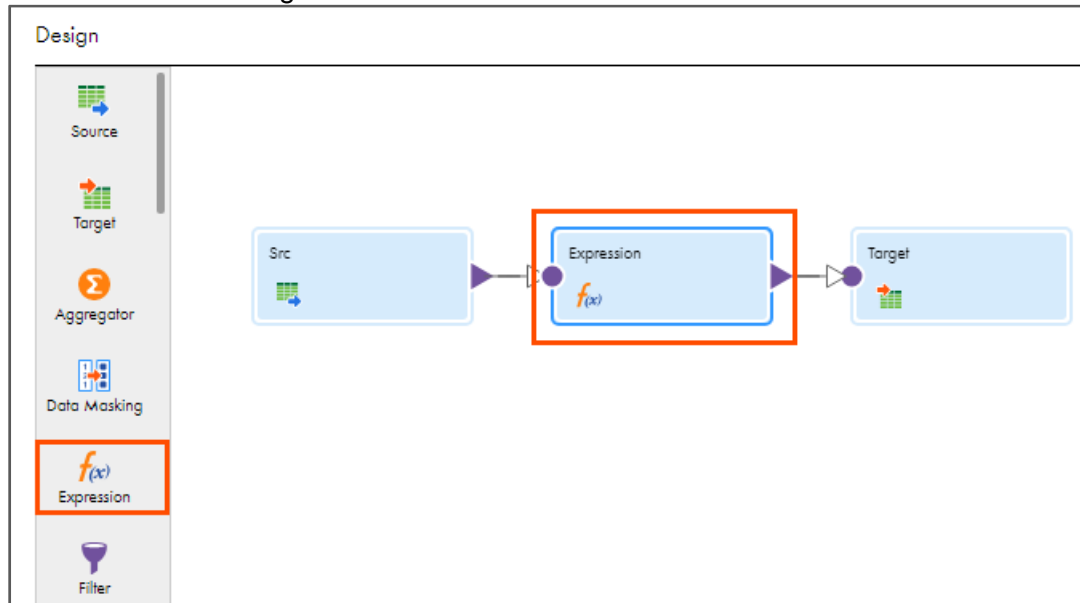 Design
Source
Target
Aggregator
Data Masking
f(x)
Expression
Filter
Src
Expression
f(x)
Target